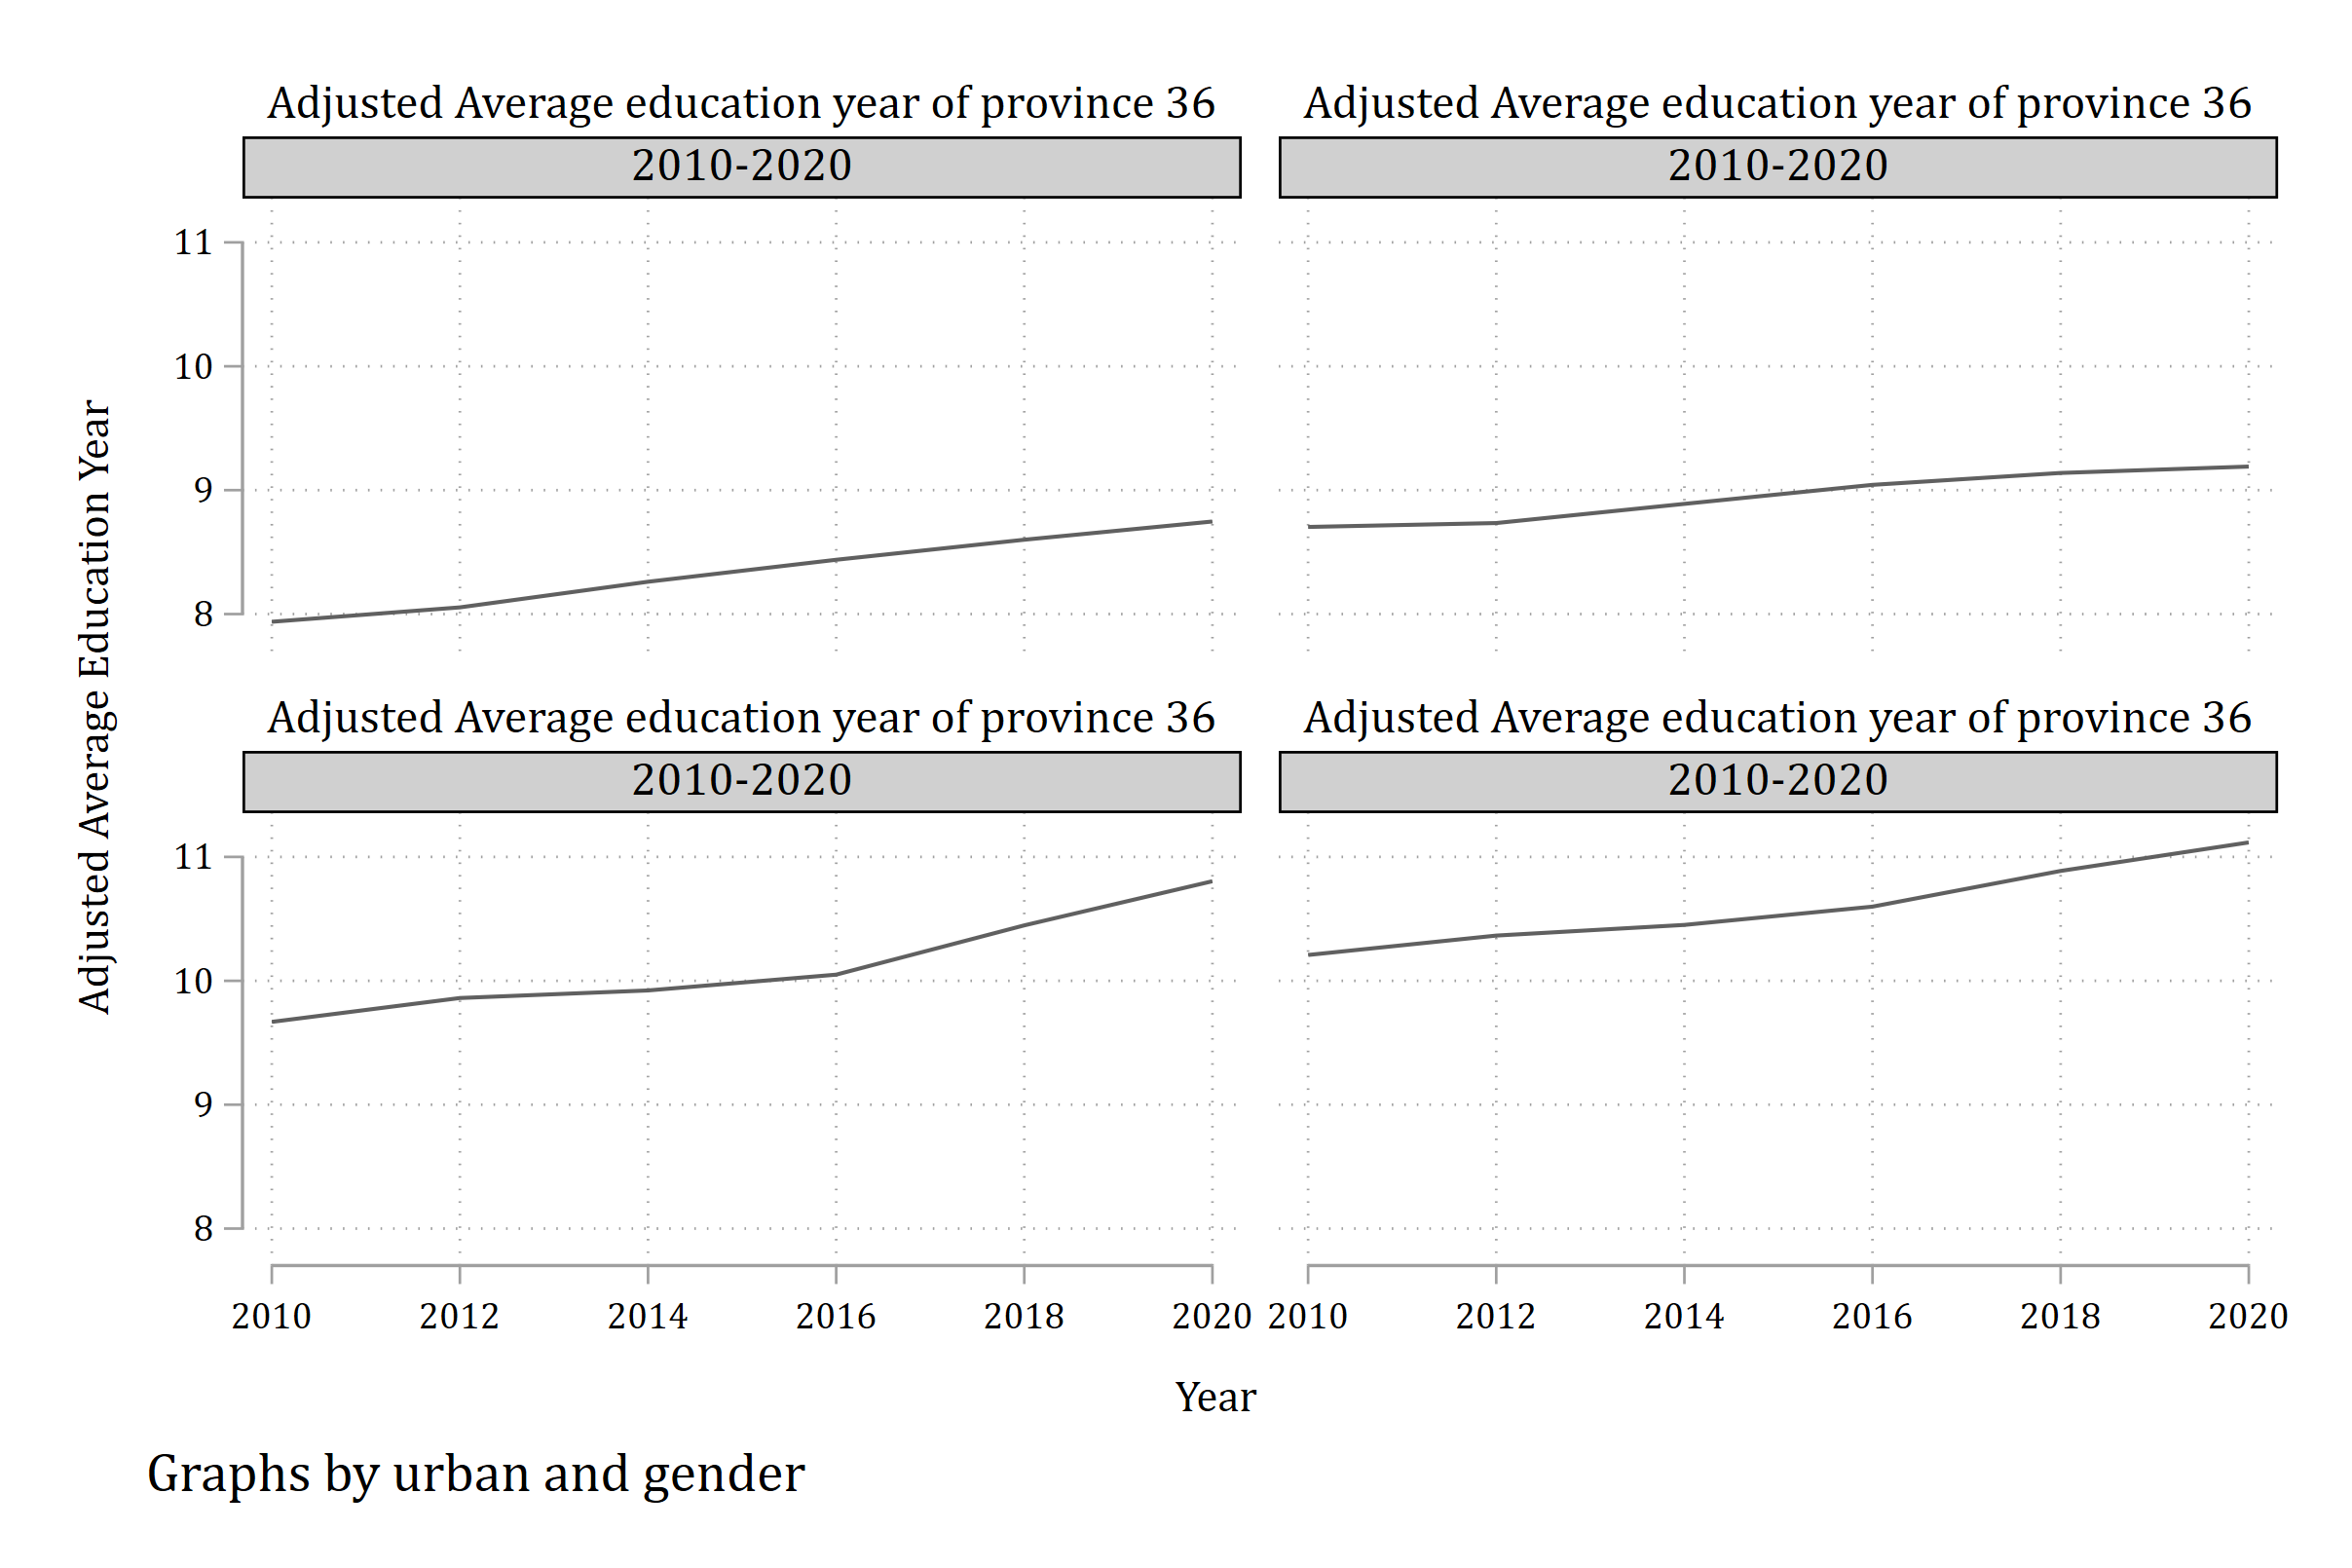 Adjusted Average education year of province 36
2010-2020
Adjusted Average education year of province 36
2010-2020
11
10
9
8
Adjusted Average Education Year
Adjusted Average education year of province 36
2010-2020
Adjusted Average education year of province 36
2010-2020
11
10
9
8
2010 2012 2014 2016 2018 2020 2010 2012 2014 2016 2018 2020
Year
Graphs by urban and gender